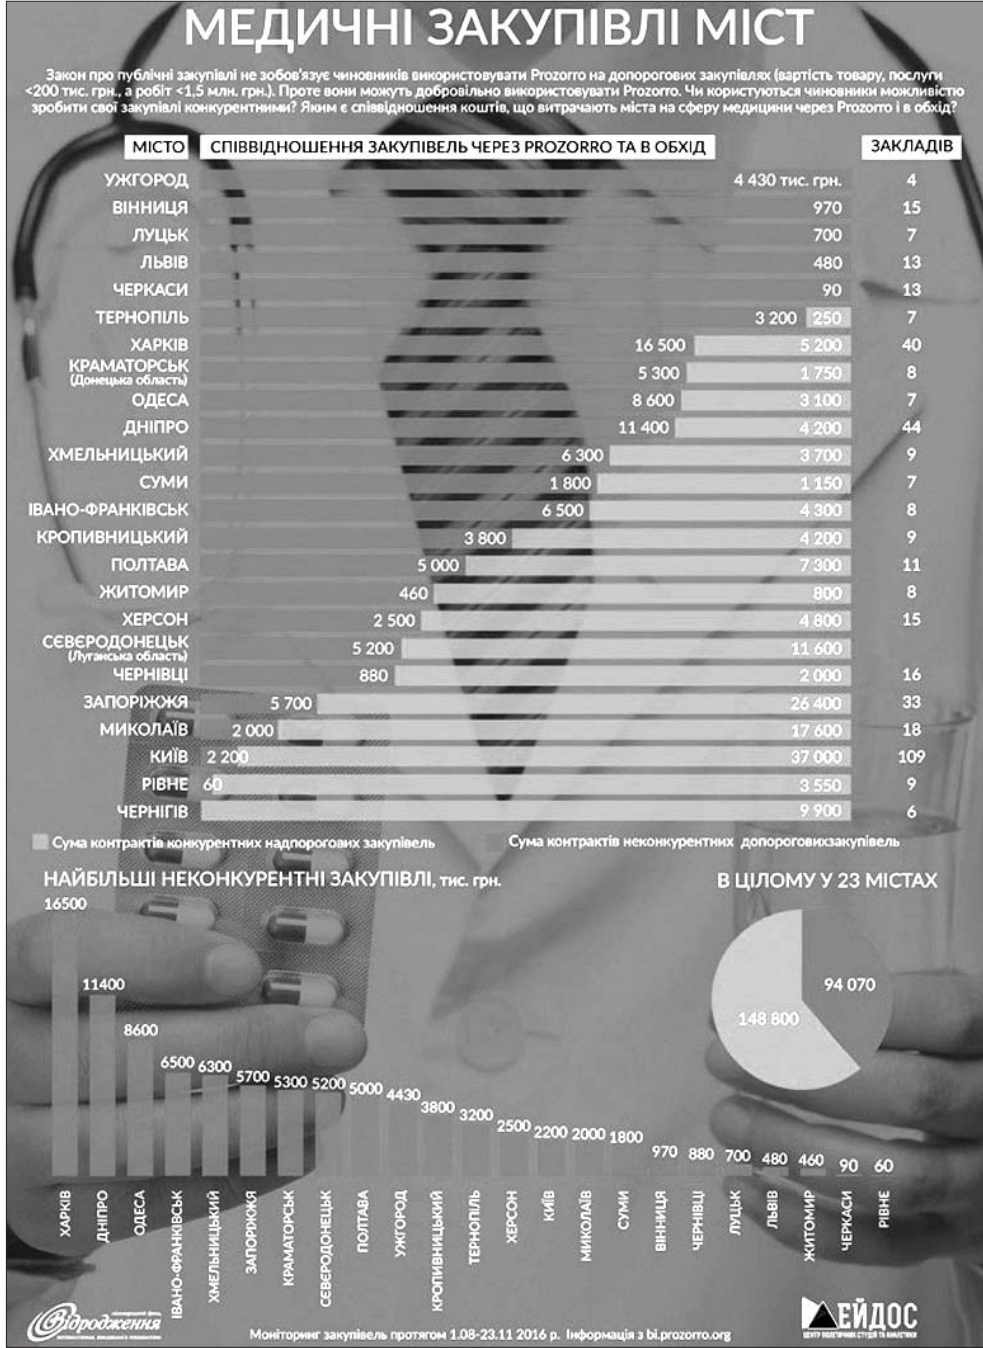 МЕДИЧНІ ЗАКУПІВЛІ МІСТ
Закон про публічні закупівлі не зобов'язує чиновників використовувати Prozorro на допорогових закупівлях (вартість товару, послуги
<200 тис. грн., а робіт <1,5 млн. грн.). Проте вони можуть добровільно використовувати Prozorro. Чи користуються чиновники можливістю
зробити свої закупівлі конкурентними? Яким є співвідношення коштів, що витрачають міста на сферу медицини через Prozorro і в обхід?
МІСТО СПІВВІДНОШЕННЯ ЗАКУПІВЕЛЬ ЧЕРЕЗ PROZORRO ТА В ОБХІД ЗАКЛАДІВ
УЖГОРОД 4 430 тис. грн. 4
ВІННИЦЯ 970 15
ЛУЦЬК 700 7
ЛЬВІВ 480 13
ЧЕРКАСИ 90 13
ТЕРНОПІЛЬ 3 200 250 7
ХАРКІВ 16 500 5 200 40
КРАМАТОРСЬК 5 300 1 750 8
(Донецька область)
ОДЕСА 8 600 3 100 7
ДНІПРО 11 400 4 200 44
ХМЕЛЬНИЦЬКИЙ 6 300 3 700 9
СУМИ 1 800 1 150 7
ІВАНО-ФРАНКІВСЬК 6 500 4 300 8
КРОПИВНИЦЬКИЙ 3 800 4 200 9
ПОЛТАВА 5 000 7 300 11
ЖИТОМИР 460 800 8
ХЕРСОН 2 500 4 800 15
СЄВЄРОДОНЕЦЬК 5 200 11 600
(Луганська область)
ЧЕРНІВЦІ 880 2 000 16
ЗАПОРІЖЖЯ 5 700 26 400 33
МИКОЛАЇВ 2 000 17 600 18
КИЇВ 2 200 37 000 109
РІВНЕ 60 3 550 9
ЧЕРНІГІВ 9 900 6
Сума контрактів конкурентних надпорогових закупівель Сума контрактів неконкурентних допороговихзакупівель
НАЙБІЛЬШІ НЕКОНКУРЕНТНІ ЗАКУПІВЛІ, тис. грн.
16500
11400
8600
6500
6300
5700
5300
5200
5000
4430
3800
3200
2500
2200
2000
1800
970
880
700
480
460
90
60
ХАРКІВ
ДНІПРО
ОДЕСА
ІВАНО-ФРАНКІВСЬК
ХМЕЛЬНИЦЬКИЙ
ЗАПОРІЖЖЯ
КРАМАТОРСЬК
СЄВЄРОДОНЕЦЬК
ПОЛТАВА
УЖГОРОД
КРОПИВНИЦЬКИЙ
ТЕРНОПІЛЬ
ХЕРСОН
КИЇВ
МИКОЛАЇВ
СУМИ
ВІННИЦЯ
ЧЕРНІВЦІ
ЛУЦЬК
ЛЬВІВ
ЖИТОМИР
ЧЕРКАСИ
РІВНЕ
В ЦІЛОМУ У 23 МІСТАХ
94 070
148 800
Відродження
INTERNATIONAL RENAISSANCE FOUNDATION
Моніторинг закупівель протягом 1.08-23.11 2016 р. Інформація з bi.prozorro.org
ЕЙДОС
ЦЕНТР ПОЛІТИЧНИХ СТУДІЙ ТА АНАЛІТИКИ